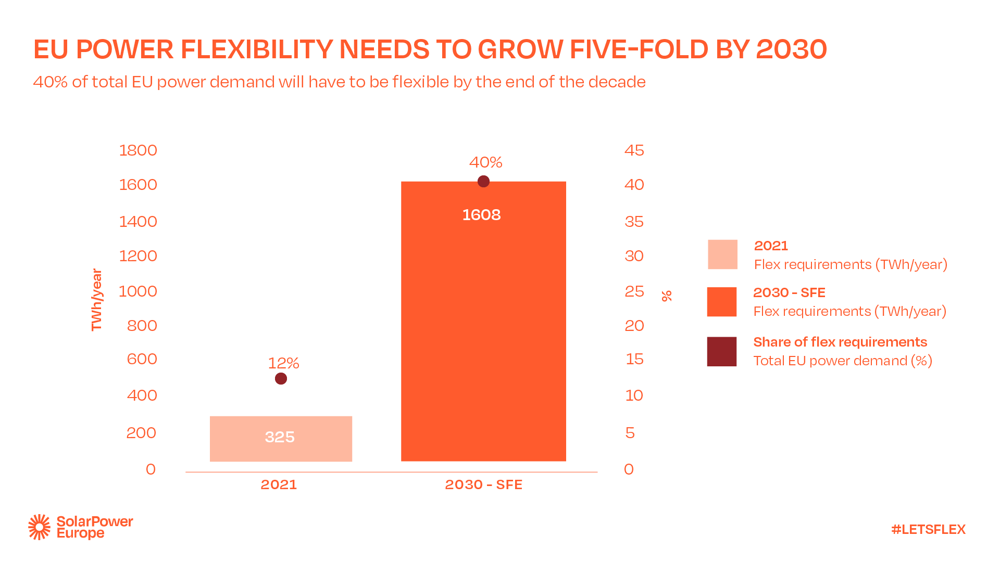 EU POWER FLEXIBILITY NEEDS TO GROW FIVE-FOLD BY 2030
40% of total EU power demand will have to be flexible by the end of the decade
TWh/year
1800
1600
1400
1200
1000
800
600
400
200
0
12%
325
40%
1608
2021
2030 - SFE
45
40
35
30
25
20
15
10
5
0
%
2021
Flex requirements (TWh/year)
2030 - SFE
Flex requirements (TWh/year)
Share of flex requirements
Total EU power demand (%)
SolarPower
Europe
#LETSFLEX